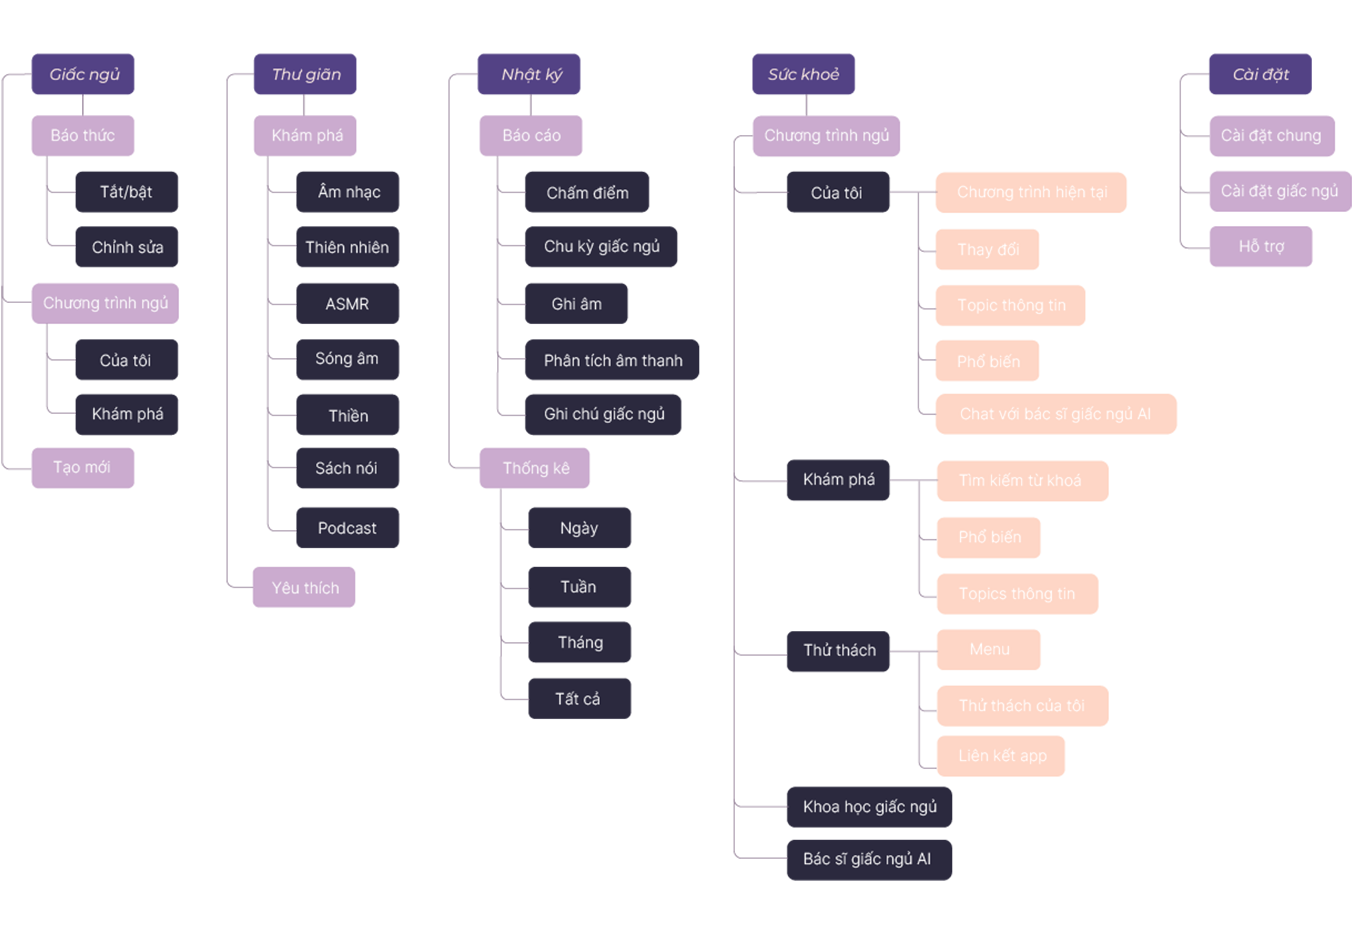 Giấc ngủ
Báo thức
Tắt/bật
Chỉnh sửa
Chương trình ngủ
Của tôi
Khám phá
Tạo mới
Thư giãn
Khám phá
Âm nhạc
Thiên nhiên
ASMR
Sóng âm
Thiền
Sách nói
Podcast
Yêu thích
Nhật ký
Báo cáo
Chấm điểm
Chu kỳ giấc ngủ
Ghi âm
Phân tích âm thanh
Ghi chú giấc ngủ
Thống kê
Ngày
Tuần
Tháng
Tất cả
Sức khoẻ
Chương trình ngủ
Của tôi
Chương trình hiện tại
Thay đổi
Topic thông tin
Phổ biến
Chat với bác sĩ giấc ngủ AI
Khám phá
Tìm kiếm từ khoá
Phổ biến
Topics thông tin
Thử thách
Menu
Thử thách của tôi
Liên kết app
Khoa học giấc ngủ
Bác sĩ giấc ngủ AI
Cài đặt
Cài đặt chung
Cài đặt giấc ngủ
Hỗ trợ